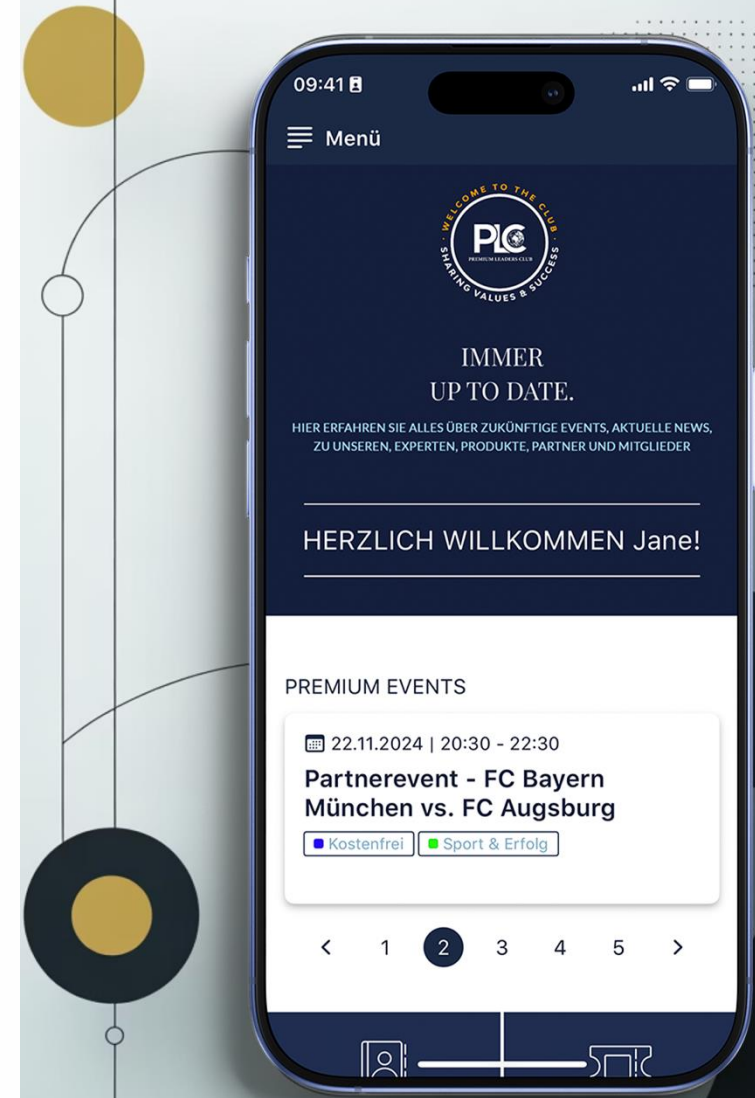 09:41
Menü
WELCOME TO THE CLUB
PLC
PREMIUM LEADERS CLUB
SHARING VALUES & SUCCESS
IMMER
UP TO DATE.
HIER ERFAHREN SIE ALLES ÜBER ZUKÜNFTIGE EVENTS, AKTUELLE NEWS,
ZU UNSEREN, EXPERTEN, PRODUKTE, PARTNER UND MITGLIEDER
HERZLICH WILLKOMMEN Jane!
PREMIUM EVENTS
22.11.2024 | 20:30 - 22:30
Partnerevent - FC Bayern
München vs. FC Augsburg
Kostenfrei Sport & Erfolg
< 1 2 3 4 5 >